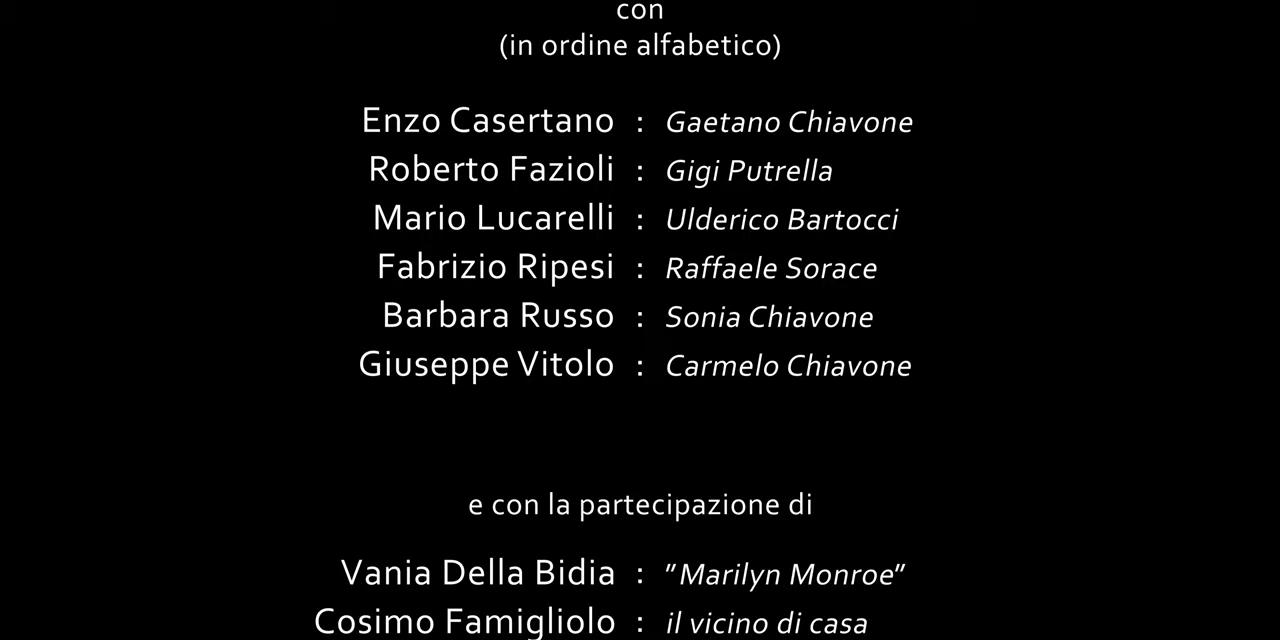 con
(in ordine alfabetico)
Enzo Casertano : Gaetano Chiavone
Roberto Fazioli : Gigi Putrella
Mario Lucarelli : Ulderico Bartocci
Fabrizio Ripesi : Raffaele Sorace
Barbara Russo : Sonia Chiavone
Giuseppe Vitolo : Carmelo Chiavone
e con la partecipazione di
Vania Della Bidia : "Marilyn Monroe"
Cosimo Famigliolo : il vicino di casa